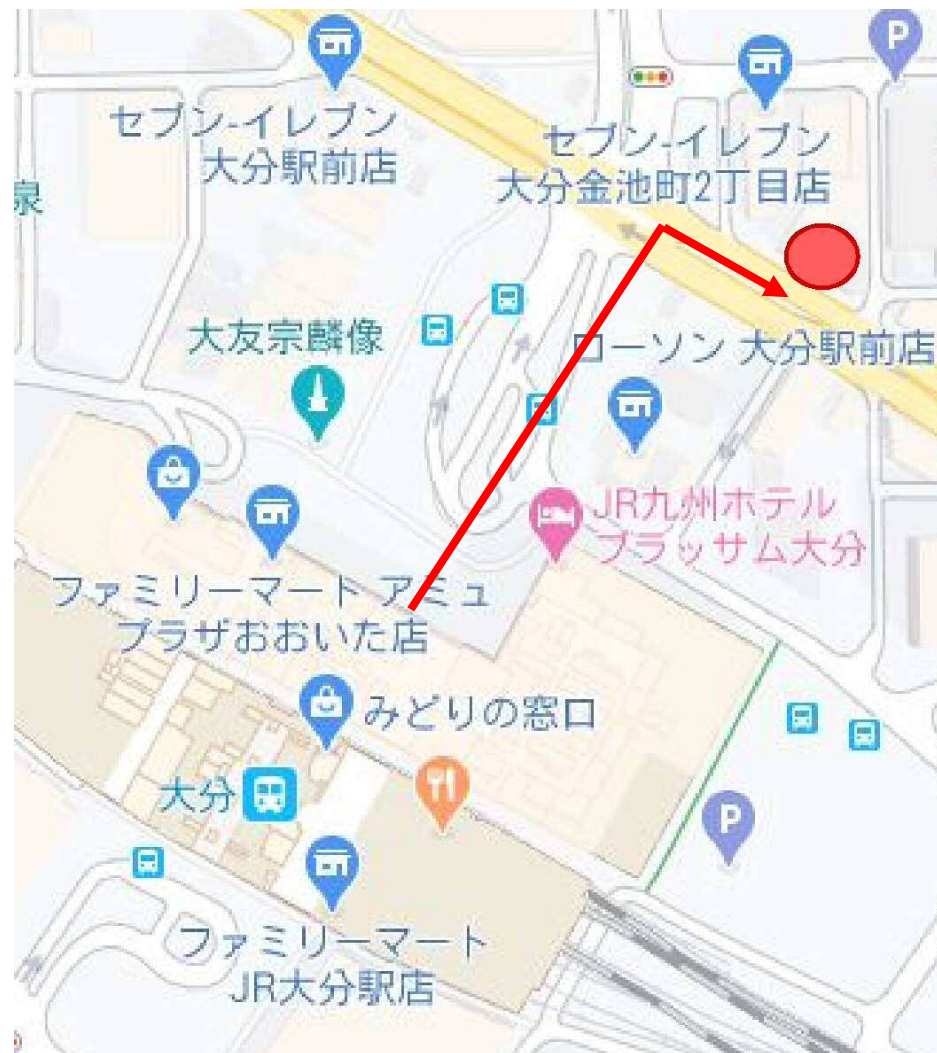 P
セブン-イレブン
大分駅前店
セブン-イレブン
大分金池町2丁目店
泉
大友宗麟像
ローソン 大分駅前店
JR九州ホテル
ブラッサム大分
ファミリーマート アミュ
プラザおおいた店
みどりの窓口
大分
P
ファミリーマート
JR大分駅店